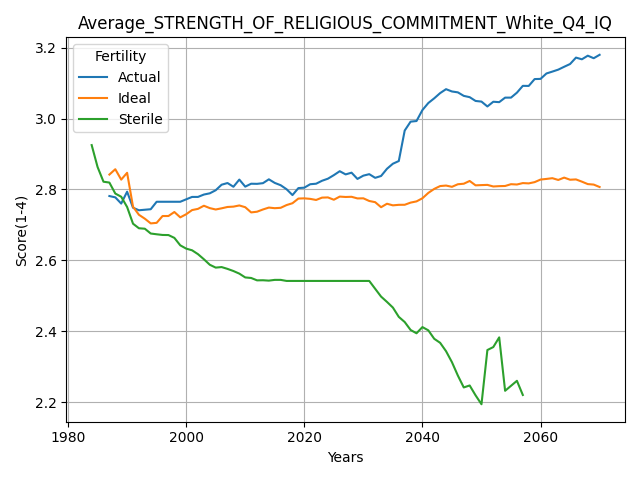 Average_STRENGTH_OF_RELIGIOUS_COMMITMENT_White_Q4_IQ
Fertility
Actual
Ideal
Sterile
Score(1-4)
3.2
3.0
2.8
2.6
2.4
2.2
1980 2000 2020 2040 2060
Years